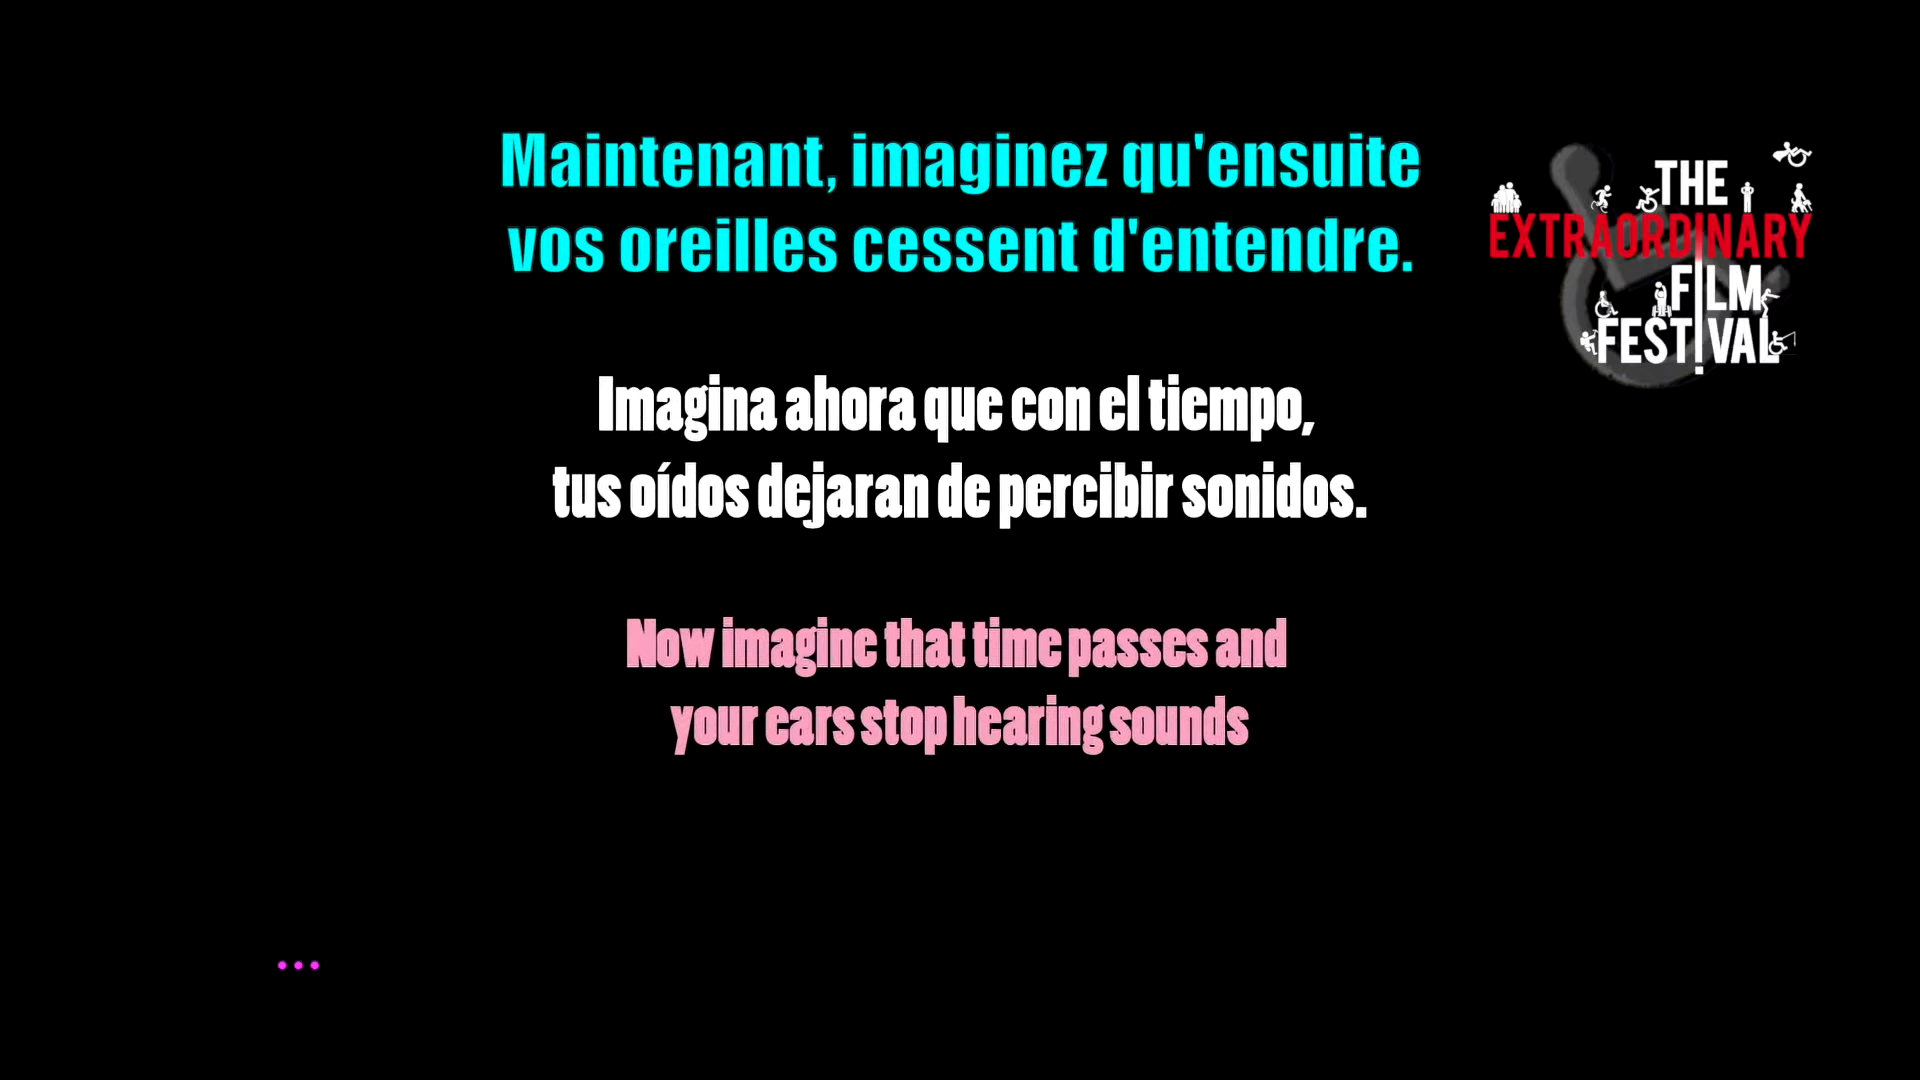 Maintenant, imaginez qu'ensuite
vos oreilles cessent d'entendre.
THE
EXTRAORDINARY
FILM
FESTIVAL
Imagina ahora que con el tiempo,
tus oídos dejaran de percibir sonidos.
Now imagine that time passes and
your ears stop hearing sounds
...